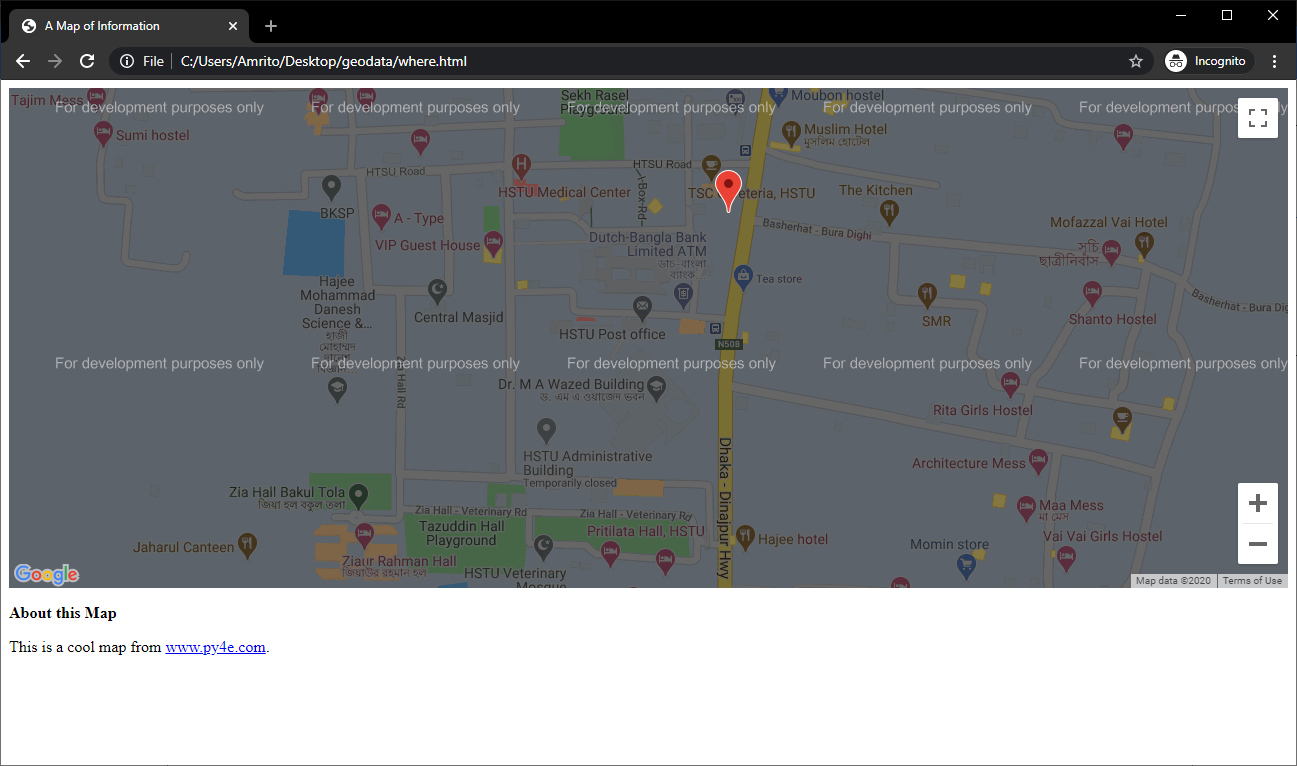 A Map of Information
File
C:/Users/Amrito/Desktop/geodata/where.html
Incognito
Tajim Mess
For development purposes only
For development purposes only
Sekh Rasel
Playground
For development purposes only
Moubon hostel
For development purposes only
For development purposes only
Sumi hostel
Muslim Hotel
মুসলিম হোটেল
HTSU Road
HTSU Road
BKSP
HSTU Medical Center
TSC
eteria, HSTU
The Kitchen
A - Type
VIP Guest House
Basherhat - Bura Dighi
Mofazzal Vai Hotel
Dutch-Bangla Bank
Limited ATM
ডাচ-বাংলা
ব্যাংক
সূচি
ছাত্রীনিবাস
Tea store
Hajee
Mohammad
Danesh
Science &...
হাজী
মোহাম্মদ
দানেশ
Central Masjid
HSTU Post office
SMR
Basherhat - Bura Dig
Shanto Hostel
N508
For development purposes only
For development purposes only
For development purposes only
For development purposes only
For development purposes only
Zia Hall Rd
Dr. M A Wazed Building
ড. এম এ ওয়াজেদ ভবন
Rita Girls Hostel
HSTU Administrative
Building
Temporarily closed
Dhaka - Dinajpur Hwy
Architecture Mess
Zia Hall Bakul Tola
জিয়া হল বকুল তলা
Zia Hall - Veterinary Rd
Zia Hall - Veterinary Rd
Tazuddin Hall
Playground
Pritilata Hall, HSTU
Maa Mess
মা মেস
Jaharul Canteen
Ziaur Rahman Hall
জিয়াউর রহমান হল
HSTU Veterinary
Mosque
Hajee hotel
Momin store
Vai Vai Girls Hostel
Google
Map data ©2020
Terms of Use
About this Map
This is a cool map from www.py4e.com.